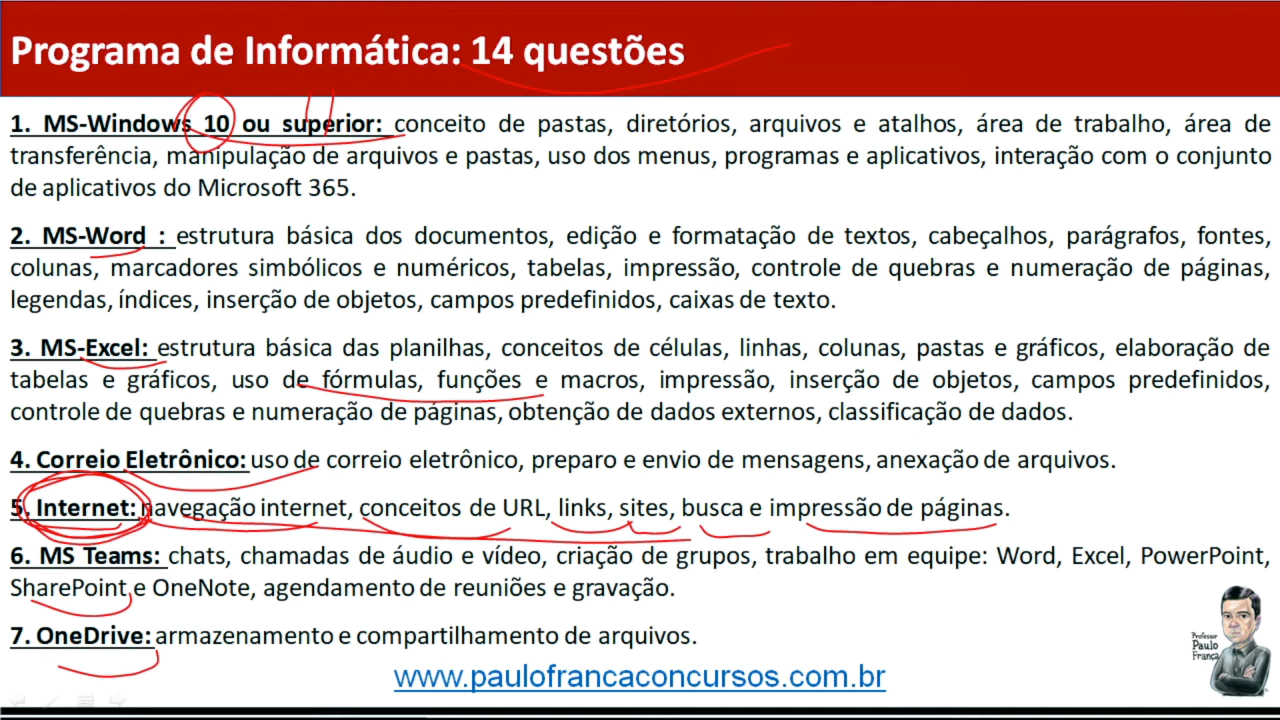 Programa de Informática: 14 questões
1. MS-Windows 10 ou superior: conceito de pastas, diretórios, arquivos e atalhos, área de trabalho, área de
transferência, manipulação de arquivos e pastas, uso dos menus, programas e aplicativos, interação com o conjunto
de aplicativos do Microsoft 365.
2. MS-Word : estrutura básica dos documentos, edição e formatação de textos, cabeçalhos, parágrafos, fontes,
colunas, marcadores simbólicos e numéricos, tabelas, impressão, controle de quebras e numeração de páginas,
legendas, índices, inserção de objetos, campos predefinidos, caixas de texto.
3. MS-Excel: estrutura básica das planilhas, conceitos de células, linhas, colunas, pastas e gráficos, elaboração de
tabelas e gráficos, uso de fórmulas, funções e macros, impressão, inserção de objetos, campos predefinidos,
controle de quebras e numeração de páginas, obtenção de dados externos, classificação de dados.
4. Correio Eletrônico: uso de correio eletrônico, preparo e envio de mensagens, anexação de arquivos.
5. Internet: navegação internet, conceitos de URL, links, sites, busca e impressão de páginas.
6. MS Teams: chats, chamadas de áudio e vídeo, criação de grupos, trabalho em equipe: Word, Excel, PowerPoint,
SharePoint e OneNote, agendamento de reuniões e gravação.
7. OneDrive: armazenamento e compartilhamento de arquivos.
Professor
Paulo
França
www.paulofrancaconcursos.com.br